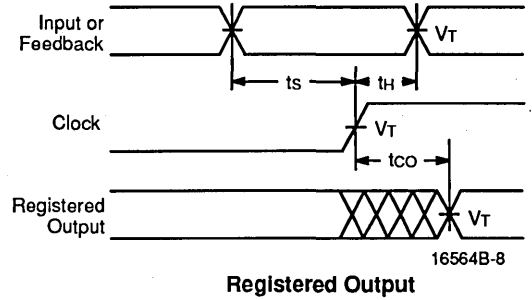 Input or
Feedback
VT
tS
tH
Clock
VT
tCO
Registered
Output
VT
16564B-8
Registered Output